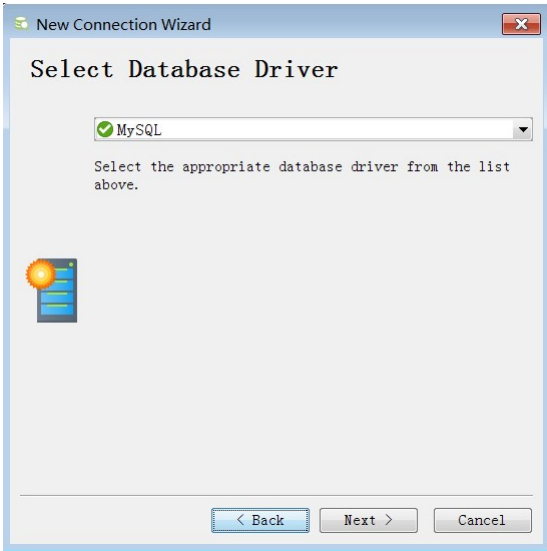 New Connection Wizard
Select Database Driver
MySQL
Select the appropriate database driver from the list
above.
< Back
Next >
Cancel